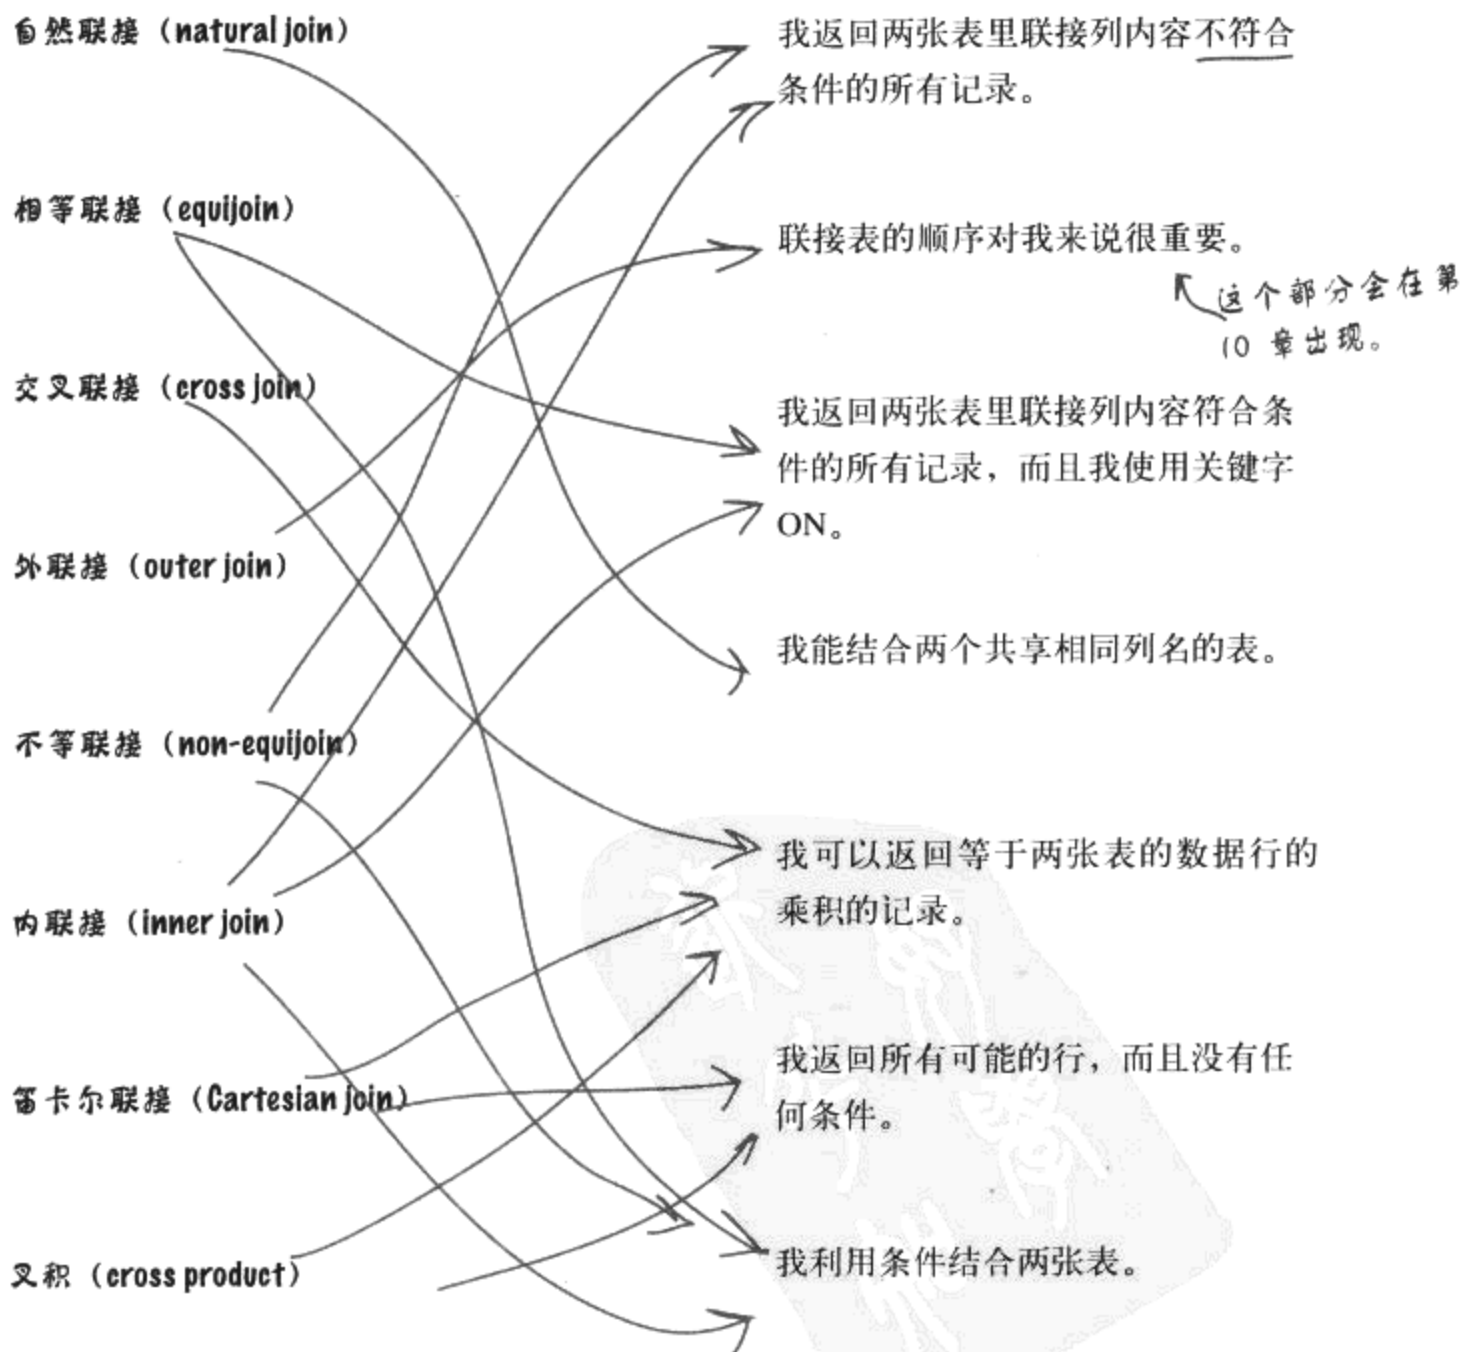 自然联接（natural join）
我返回两张表里联接列内容不符合
条件的所有记录。
相等联接（equijoin）
联接表的顺序对我来说很重要。
这个部分会在第
10 章出现。
交叉联接（cross join）
我返回两张表里联接列内容符合条
件的所有记录，而且我使用关键字
ON。
外联接（outer join）
我能结合两个共享相同列名的表。
不等联接（non-equijoin）
我可以返回等于两张表的数据行的
乘积的记录。
内联接（inner join）
我返回所有可能的行，而且没有任
何条件。
笛卡尔联接（Cartesian join）
我利用条件结合两张表。
叉积（cross product）